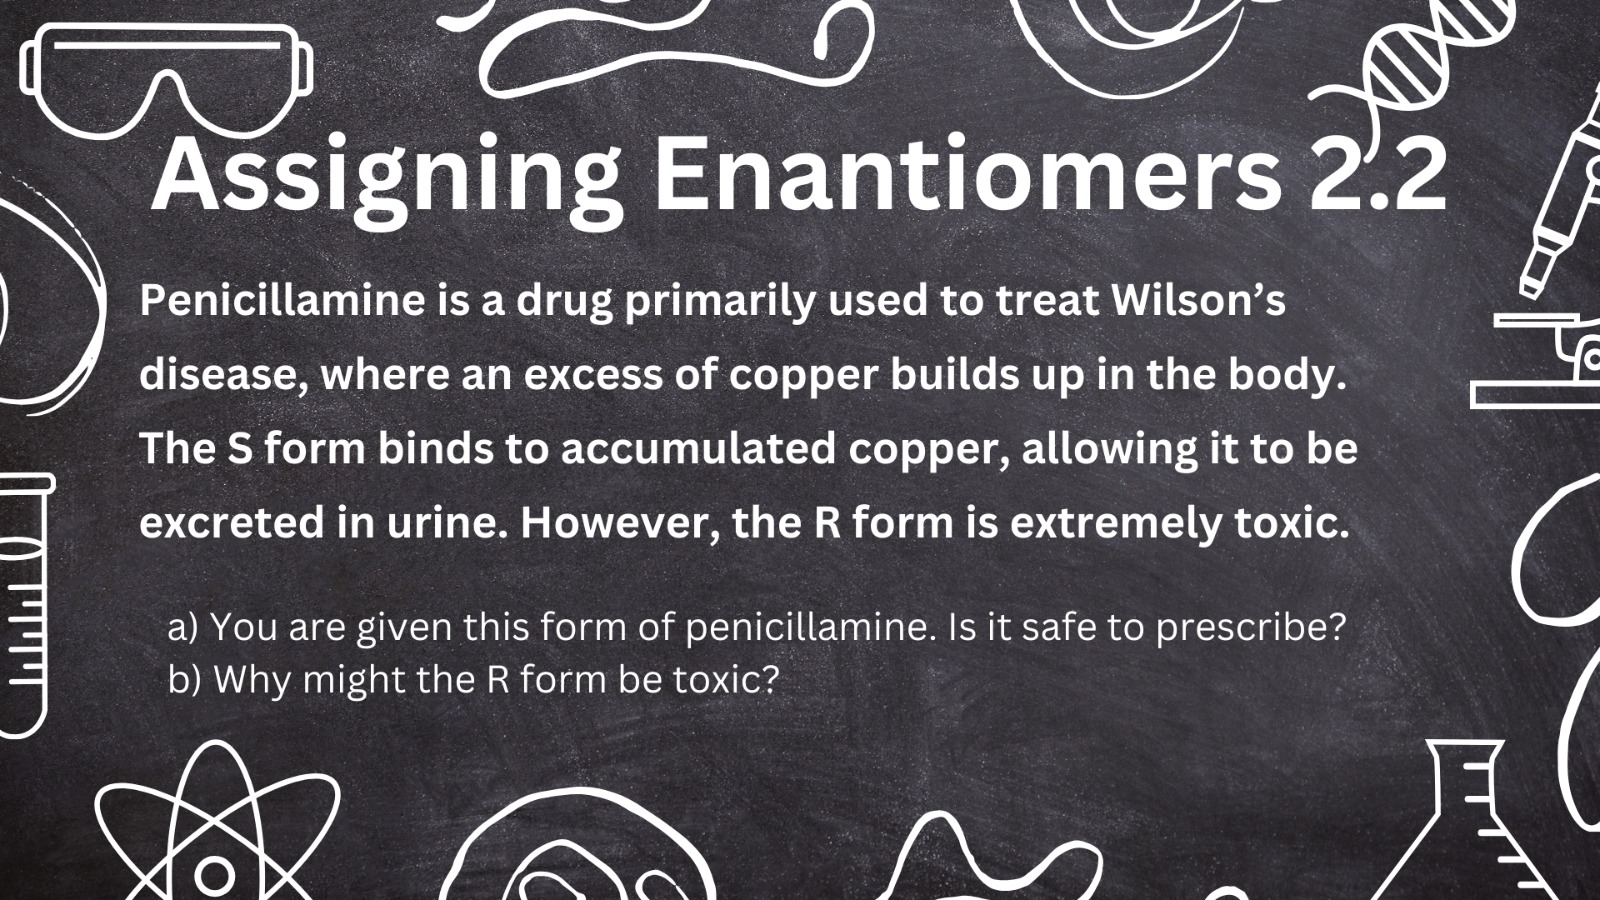 Assigning Enantiomers 2.2
Penicillamine is a drug primarily used to treat Wilson’s
disease, where an excess of copper builds up in the body.
The S form binds to accumulated copper, allowing it to be
excreted in urine. However, the R form is extremely toxic.
a) You are given this form of penicillamine. Is it safe to prescribe?
b) Why might the R form be toxic?